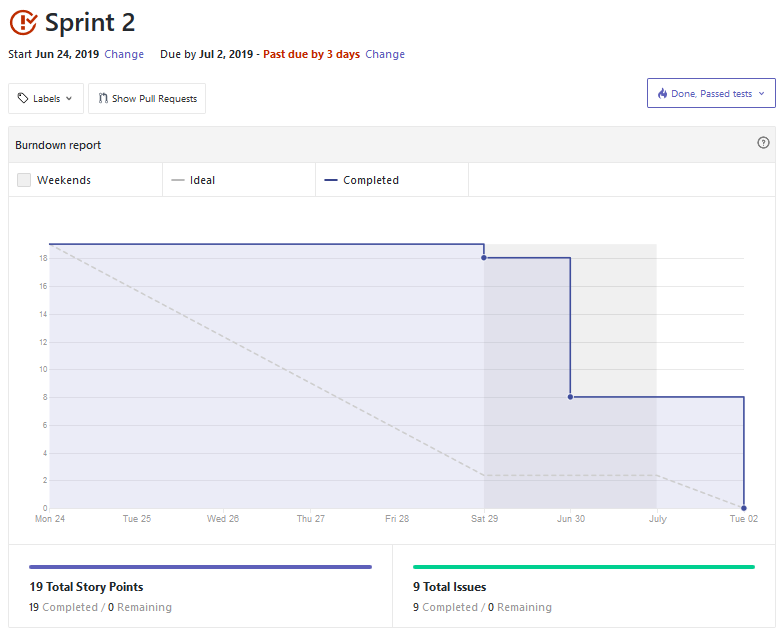 Sprint 2
Start Jun 24, 2019 Change Due by Jul 2, 2019 - Past due by 3 days Change
Labels Show Pull Requests Done, Passed tests
Burndown report
Weekends Ideal Completed
18
16
14
12
10
8
6
4
2
0
Mon 24 Tue 25 Wed 26 Thu 27 Fri 28 Sat 29 Jun 30 July Tue 02
19 Total Story Points 9 Total Issues
19 Completed / 0 Remaining 9 Completed / 0 Remaining